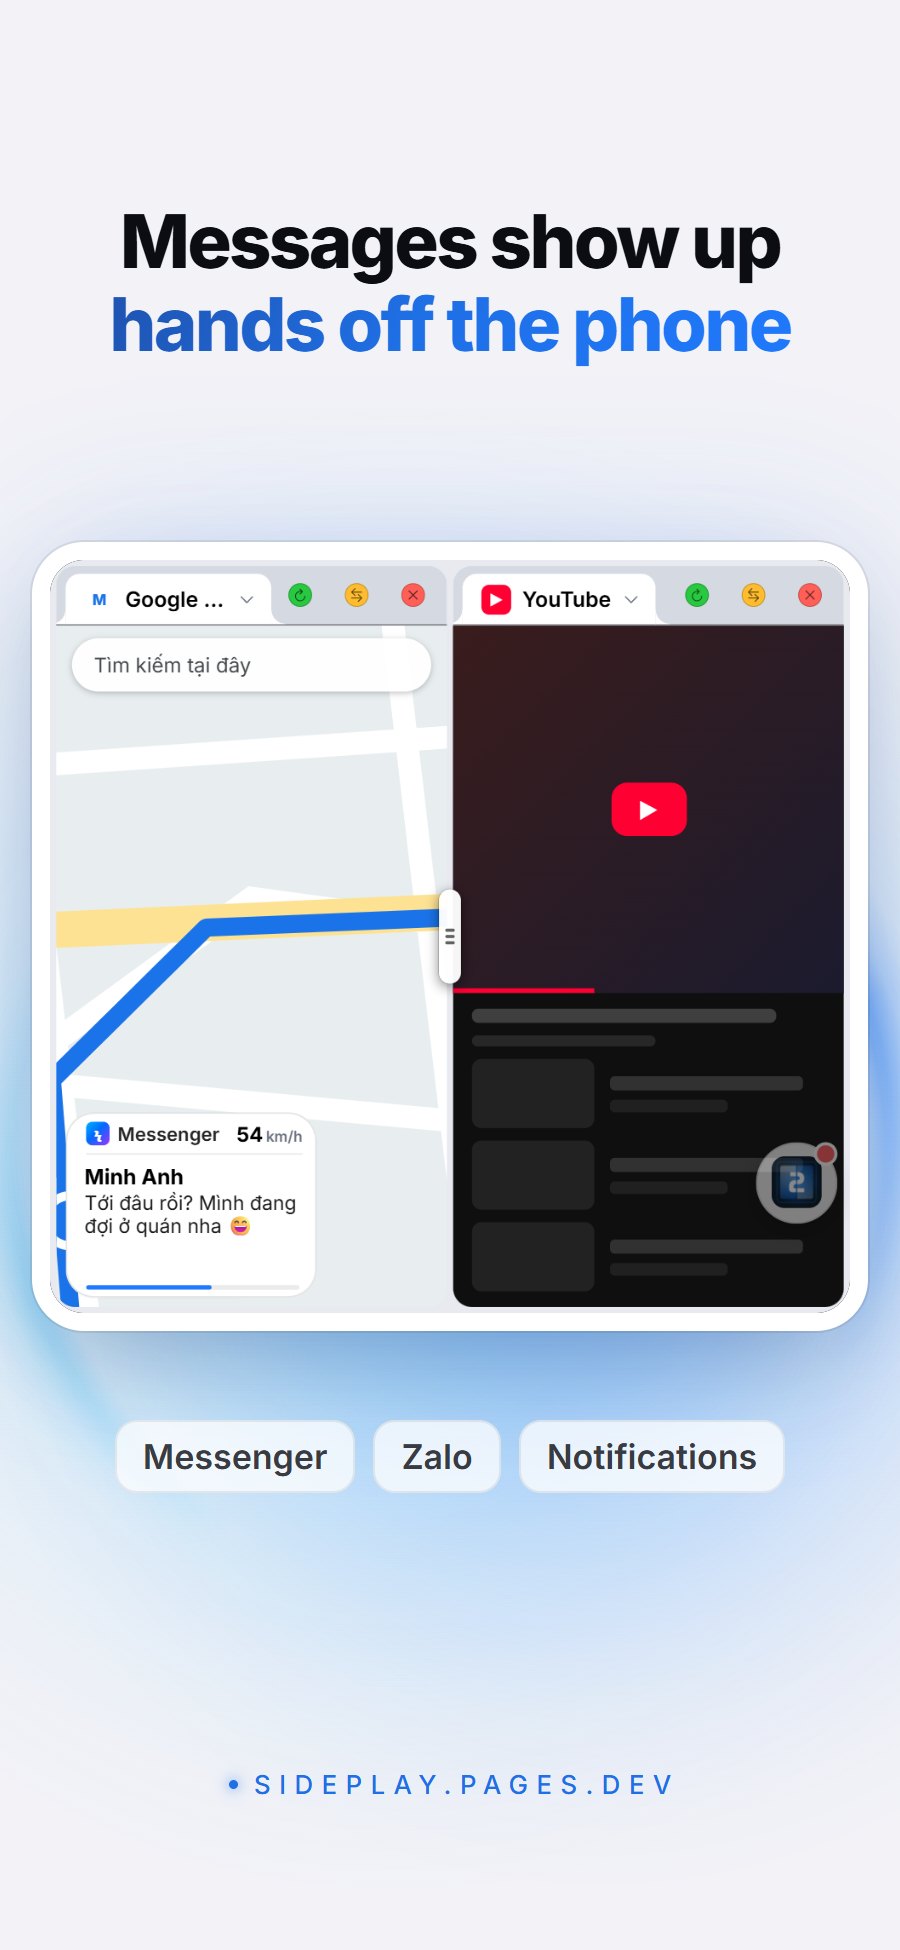 Messages show up
hands off the phone
M Google ...
YouTube
Tìm kiếm tại đây
Messenger 54 km/h
Minh Anh
Tới đâu rồi? Mình đang
đợi ở quán nha 😄
Messenger
Zalo
Notifications
SIDEPLAY.PAGES.DEV